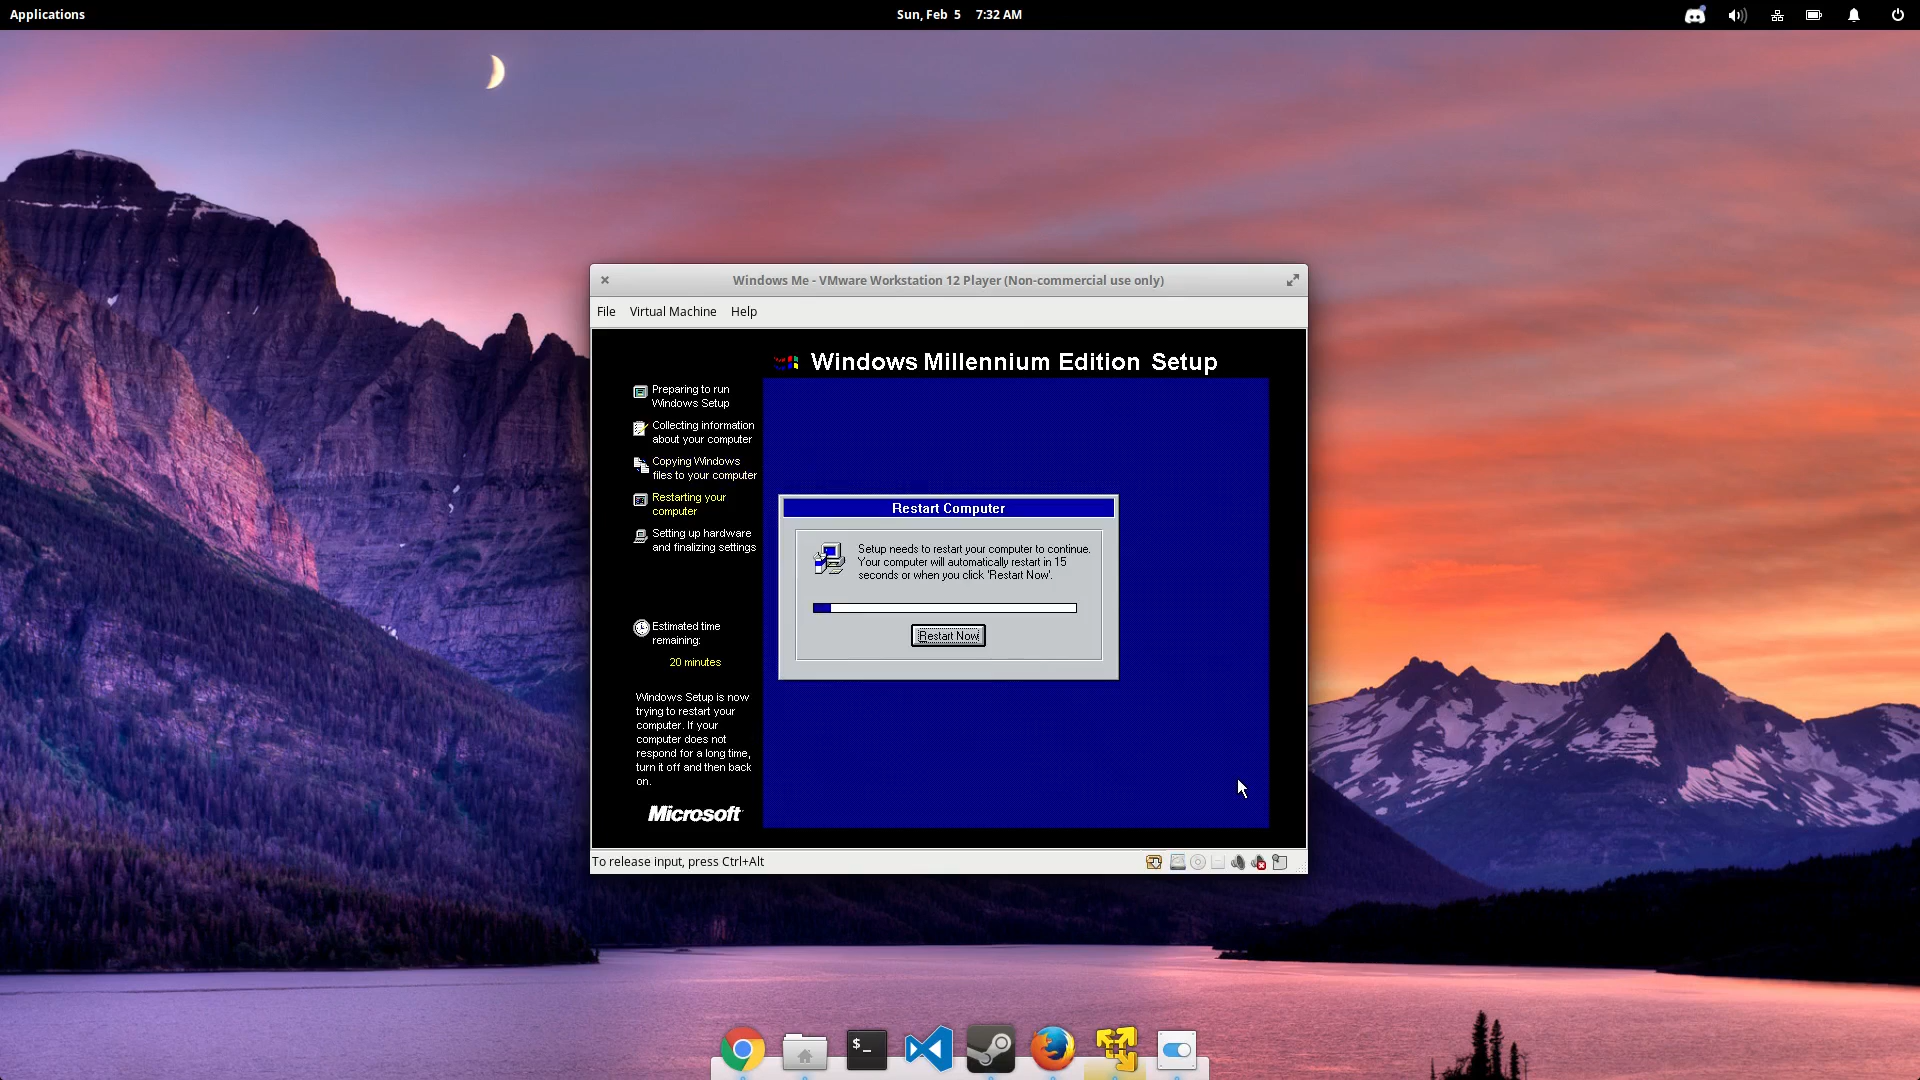 Applications
Sun, Feb 5 7:32 AM
Windows Me - VMware Workstation 12 Player (Non-commercial use only)
File Virtual Machine Help
Windows Millennium Edition Setup
Preparing to run
Windows Setup
Collecting information
about your computer
Copying Windows
files to your computer
Restarting your
computer
Setting up hardware
and finalizing settings
Estimated time
remaining:
20 minutes
Windows Setup is now
trying to restart your
computer. If your
computer does not
respond for a long time,
turn it off and then back
on.
Microsoft
Restart Computer
Setup needs to restart your computer to continue.
Your computer will automatically restart in 15
seconds or when you click 'Restart Now'.
Restart Now
To release input, press Ctrl+Alt
$_